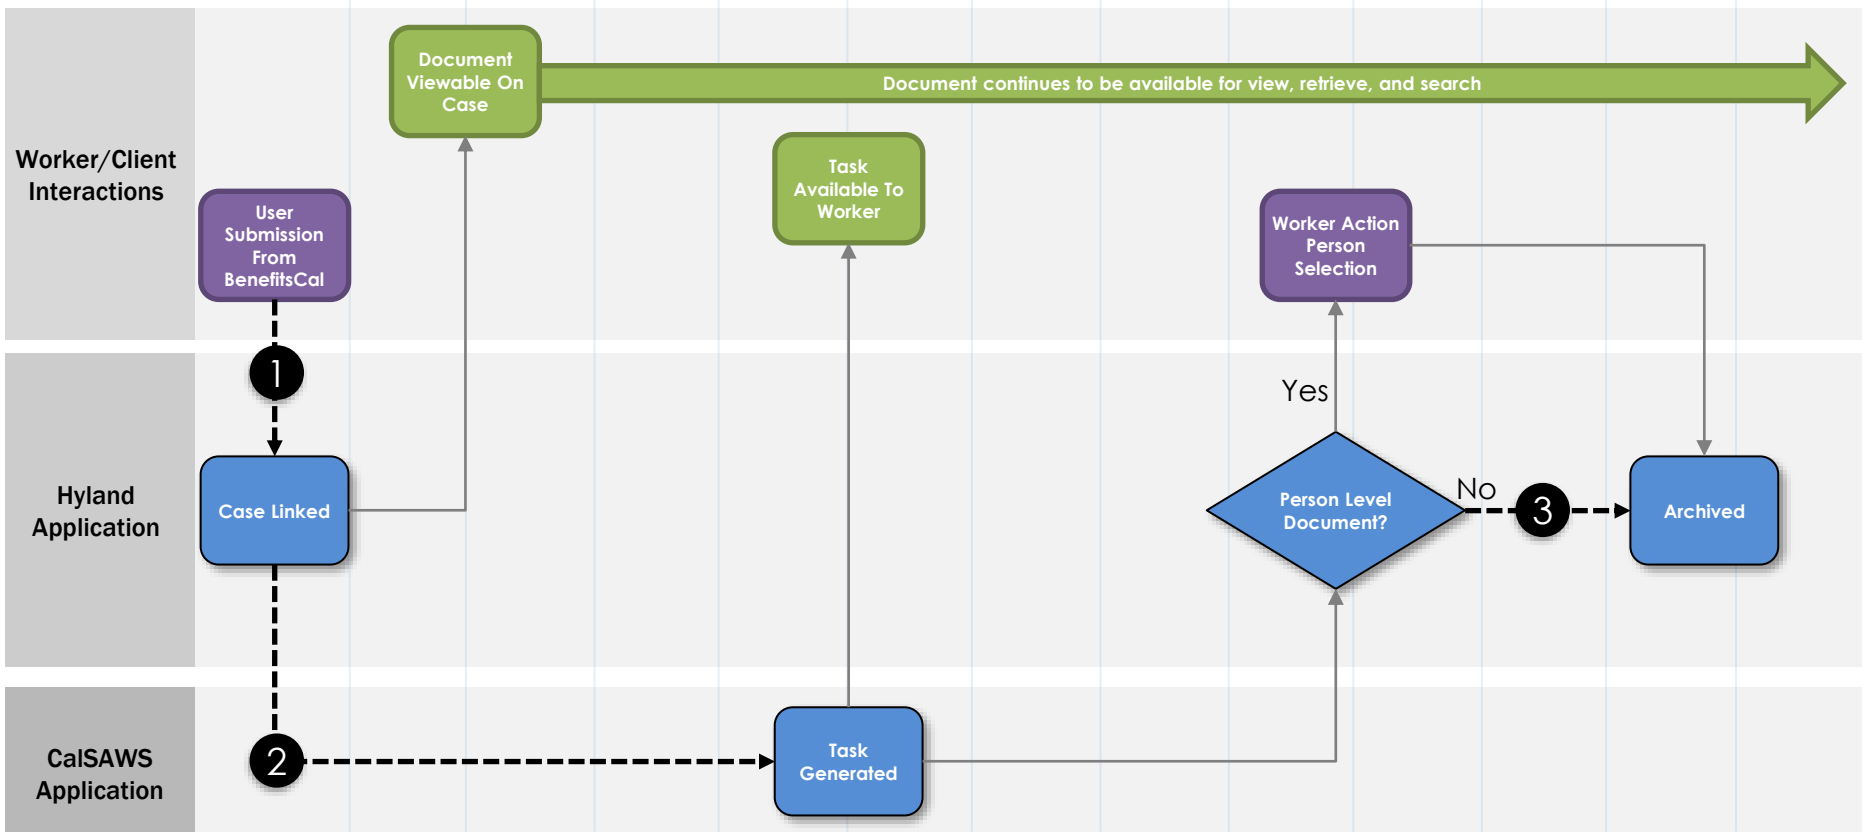 Document
Viewable On
Case
Document continues to be available for view, retrieve, and search
Worker/Client
Interactions
Task
Available To
Worker
User
Submission
From
BenefitsCal
Worker Action
Person
Selection
1
Yes
Hyland
Application
Case Linked
Person Level
Document?
No
3
Archived
CalSAWS
Application
2
Task
Generated